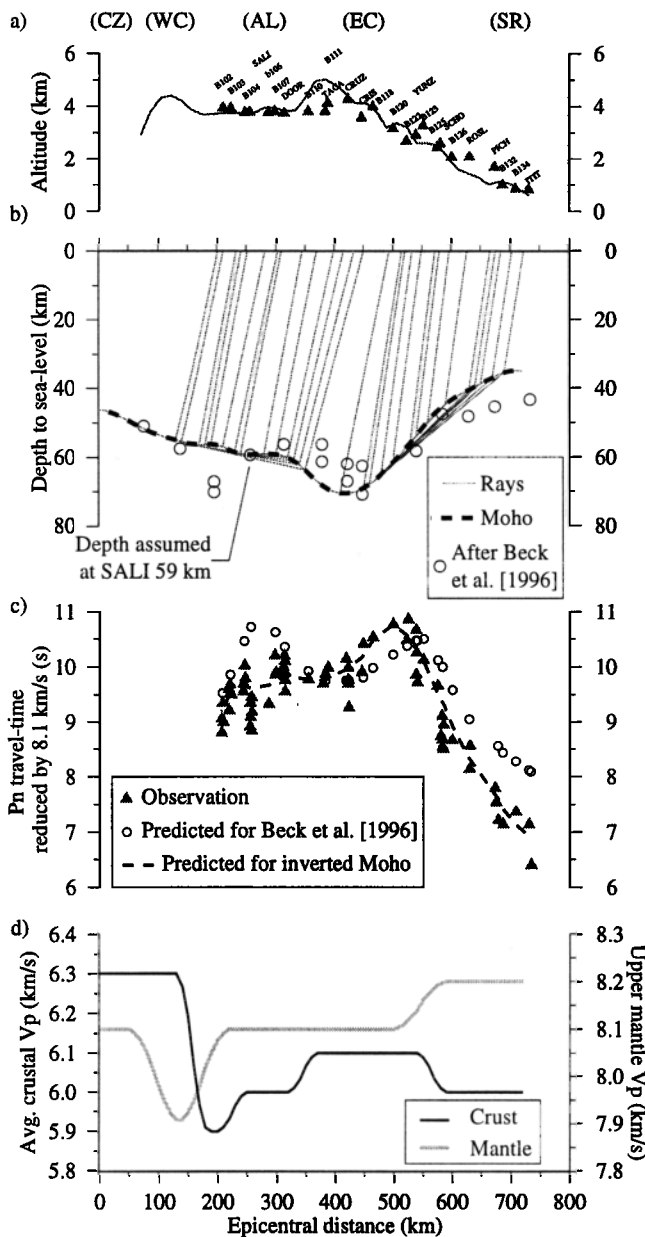 a) (CZ) (WC) (AL) (EC) (SR)
Altitude (km)
6
4
2
0
B102
B103
SALI
B104
b106
B107
DOOR
B110
B111
TAQA
CRUZ
CRIS
B118
B120
B122
YUNZ
B123
B125
SCHO
B126
ROSL
PICH
B132
B134
PTIT
6
4
2
0
b)
Depth to sea-level (km)
0
20
40
60
80
0
20
40
60
80
Depth assumed
at SALI 59 km
Rays
Moho
After Beck
et al. [1996]
c)
Pn travel-time
reduced by 8.1 km/s (s)
11
10
9
8
7
6
11
10
9
8
7
6
Observation
Predicted for Beck et al. [1996]
Predicted for inverted Moho
d)
Avg. crustal Vp (km/s)
6.4
6.3
6.2
6.1
6.0
5.9
5.8
8.3
8.2
8.1
8.0
7.9
7.8
Upper mantle Vp
(km/s)
Crust
Mantle
0 100 200 300 400 500 600 700 800
Epicentral distance (km)